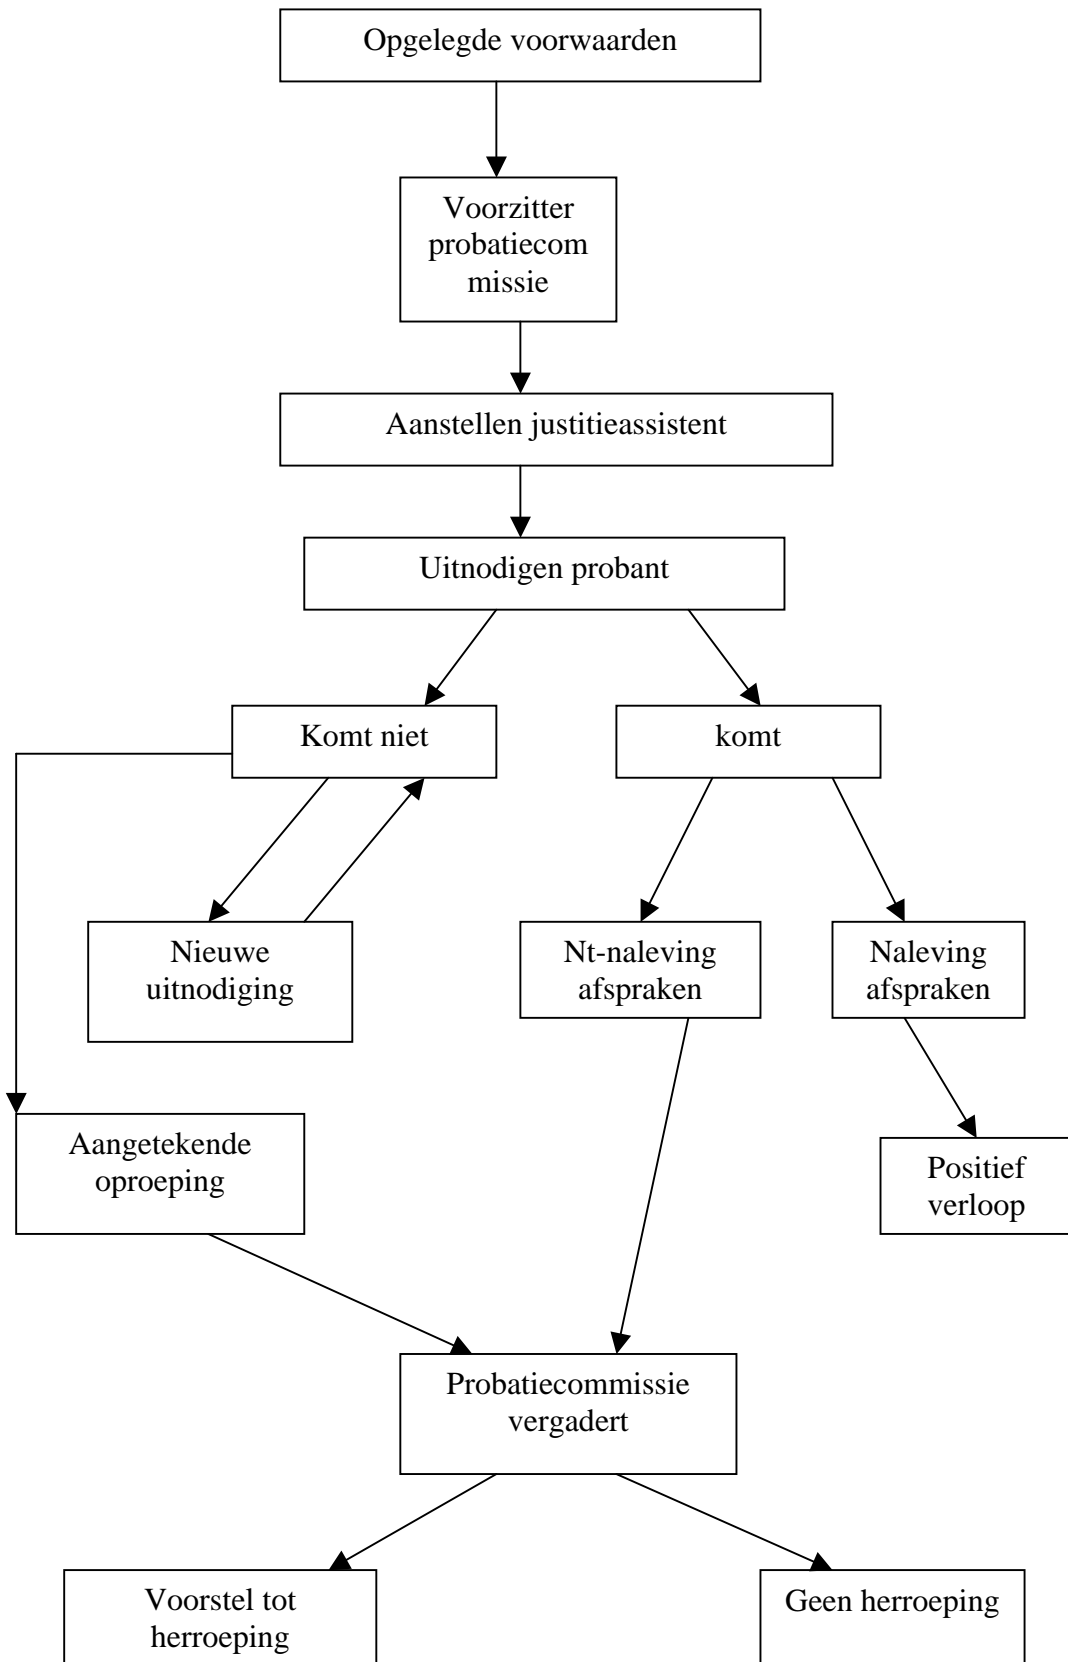 Opgelegde voorwaarden
Voorzitter
probatiecom
missie
Aanstellen justitieassistent
Uitnodigen probant
Komt niet
komt
Nieuwe
uitnodiging
Nt-naleving
afspraken
Naleving
afspraken
Aangetekende
oproeping
Positief
verloop
Probatiecommissie
vergadert
Voorstel tot
herroeping
Geen herroeping